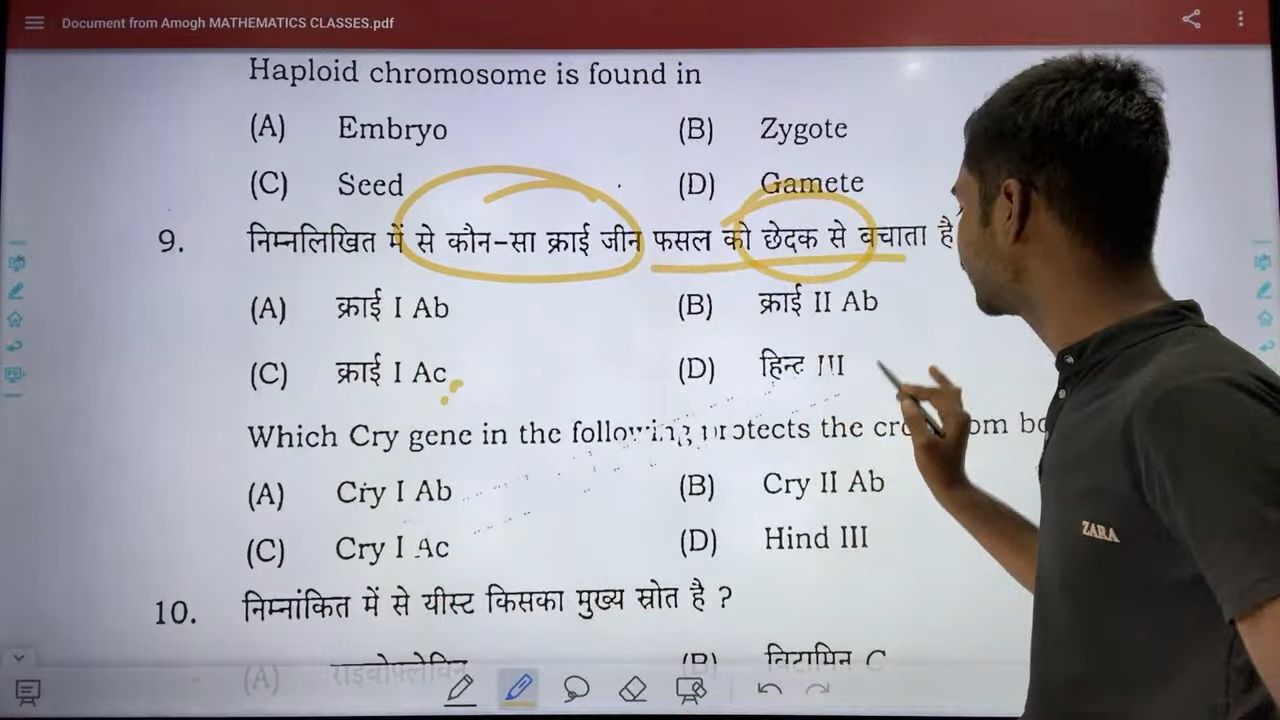 Document from Amogh MATHEMATICS CLASSES.pdf
Haploid chromosome is found in
(A) Embryo (B) Zygote
(C) Seed (D) Gamete
9. निम्नलिखित में से कौन-सा क्राई जीन फसल को छेदक से बचाता है
(A) क्राई I Ab (B) क्राई II Ab
(C) क्राई I Ac (D) हिन्ट III
Which Cry gene in the following protects the
(A) Cry I Ab (B) Cry II Ab
(C) Cry I Ac (D) Hind III
10. निम्नांकित में से यीस्ट किसका मुख्य स्रोत है ?
(A) राइबोफ्लेविन (B) विटामिन C
ZARA